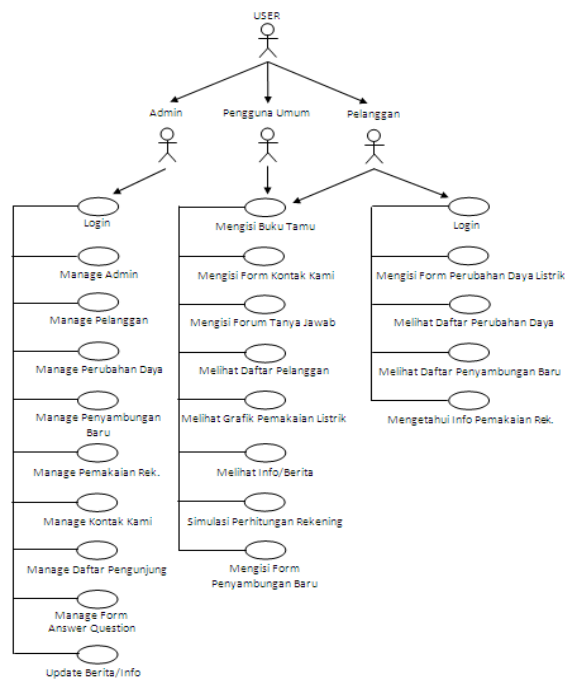 USER
Admin
Pengguna Umum
Pelanggan
Login
Manage Admin
Manage Pelanggan
Manage Perubahan Daya
Manage Penyambungan
Baru
Manage Pemakaian Rek.
Manage Kontak Kami
Manage Daftar Pengunjung
Manage Form
Answer Question
Update Berita/Info
Mengisi Buku Tamu
Mengisi Form Kontak Kami
Mengisi Forum Tanya Jawab
Melihat Daftar Pelanggan
Melihat Grafik Pemakaian Listrik
Melihat Info/Berita
Simulasi Perhitungan Rekening
Mengisi Form
Penyambungan Baru
Login
Mengisi Form Perubahan Daya Listrik
Melihat Daftar Perubahan Daya
Melihat Daftar Penyambungan Baru
Mengetahui Info Pemakaian Rek.